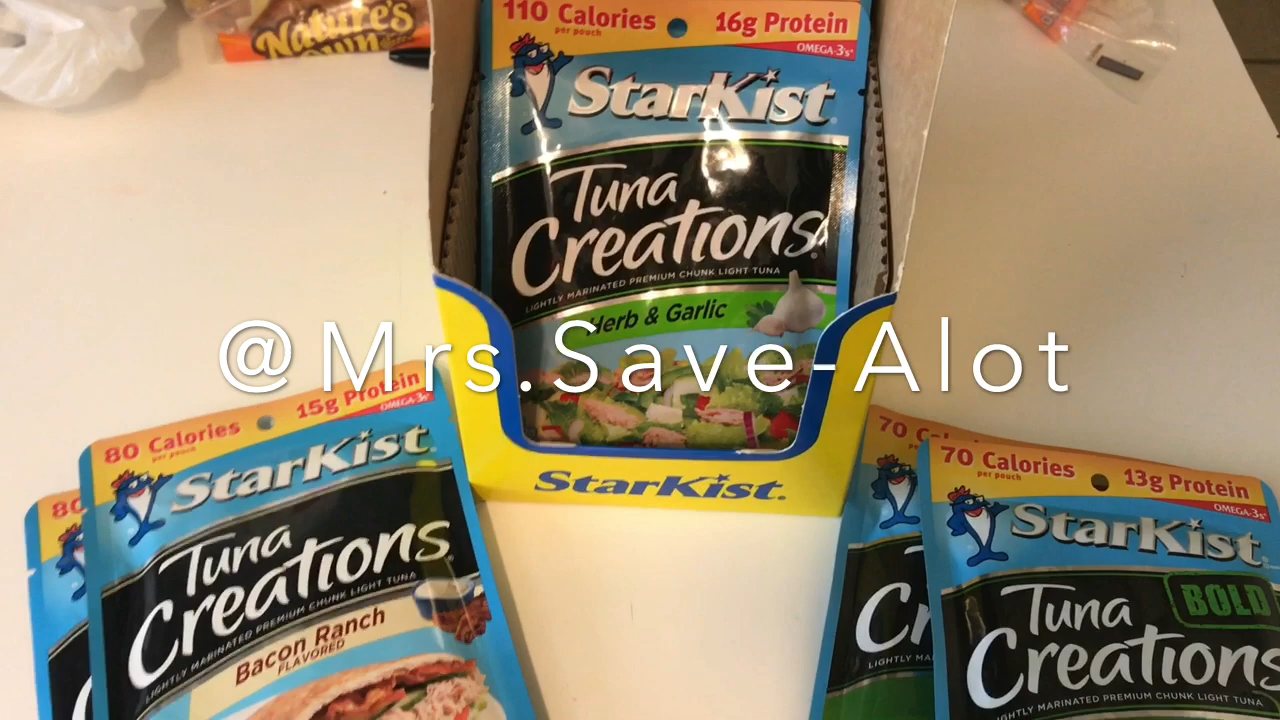 Nature's
Own
110 Calories
per pouch
16g Protein
OMEGA-3's
StarKist
Tuna
Creations
LIGHTLY MARINATED PREMIUM CHUNK LIGHT TUNA
Herb & Garlic
@Mrs.Save-Alot
StarKist
80 Calories
per pouch
15g Protein
OMEGA-3's
StarKist
Tuna
Creations
LIGHTLY MARINATED PREMIUM CHUNK LIGHT TUNA
Bacon Ranch
FLAVORED
80
70
LIGHTLY
70 Calories
per pouch
13g Protein
OMEGA-3's
StarKist
Tuna
BOLD
Creations
LIGHTLY MARINATED PREMIUM CHUNK LIGHT TUNA